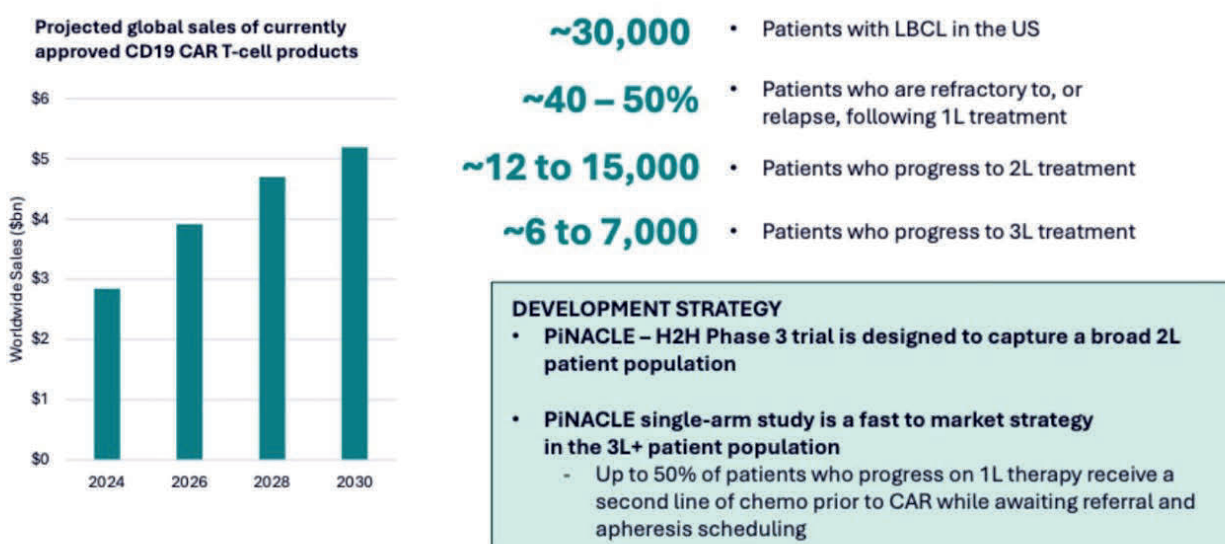 Projected global sales of currently
approved CD19 CAR T-cell products
Worldwide Sales ($bn)
$6
$5
$4
$3
$2
$1
$0
2024
2026
2028
2030
~30,000
• Patients with LBCL in the US
~40 – 50%
• Patients who are refractory to, or
relapse, following 1L treatment
~12 to 15,000
• Patients who progress to 2L treatment
~6 to 7,000
• Patients who progress to 3L treatment
DEVELOPMENT STRATEGY
• PiNACLE – H2H Phase 3 trial is designed to capture a broad 2L
patient population
• PiNACLE single-arm study is a fast to market strategy
in the 3L+ patient population
- Up to 50% of patients who progress on 1L therapy receive a
second line of chemo prior to CAR while awaiting referral and
apheresis scheduling